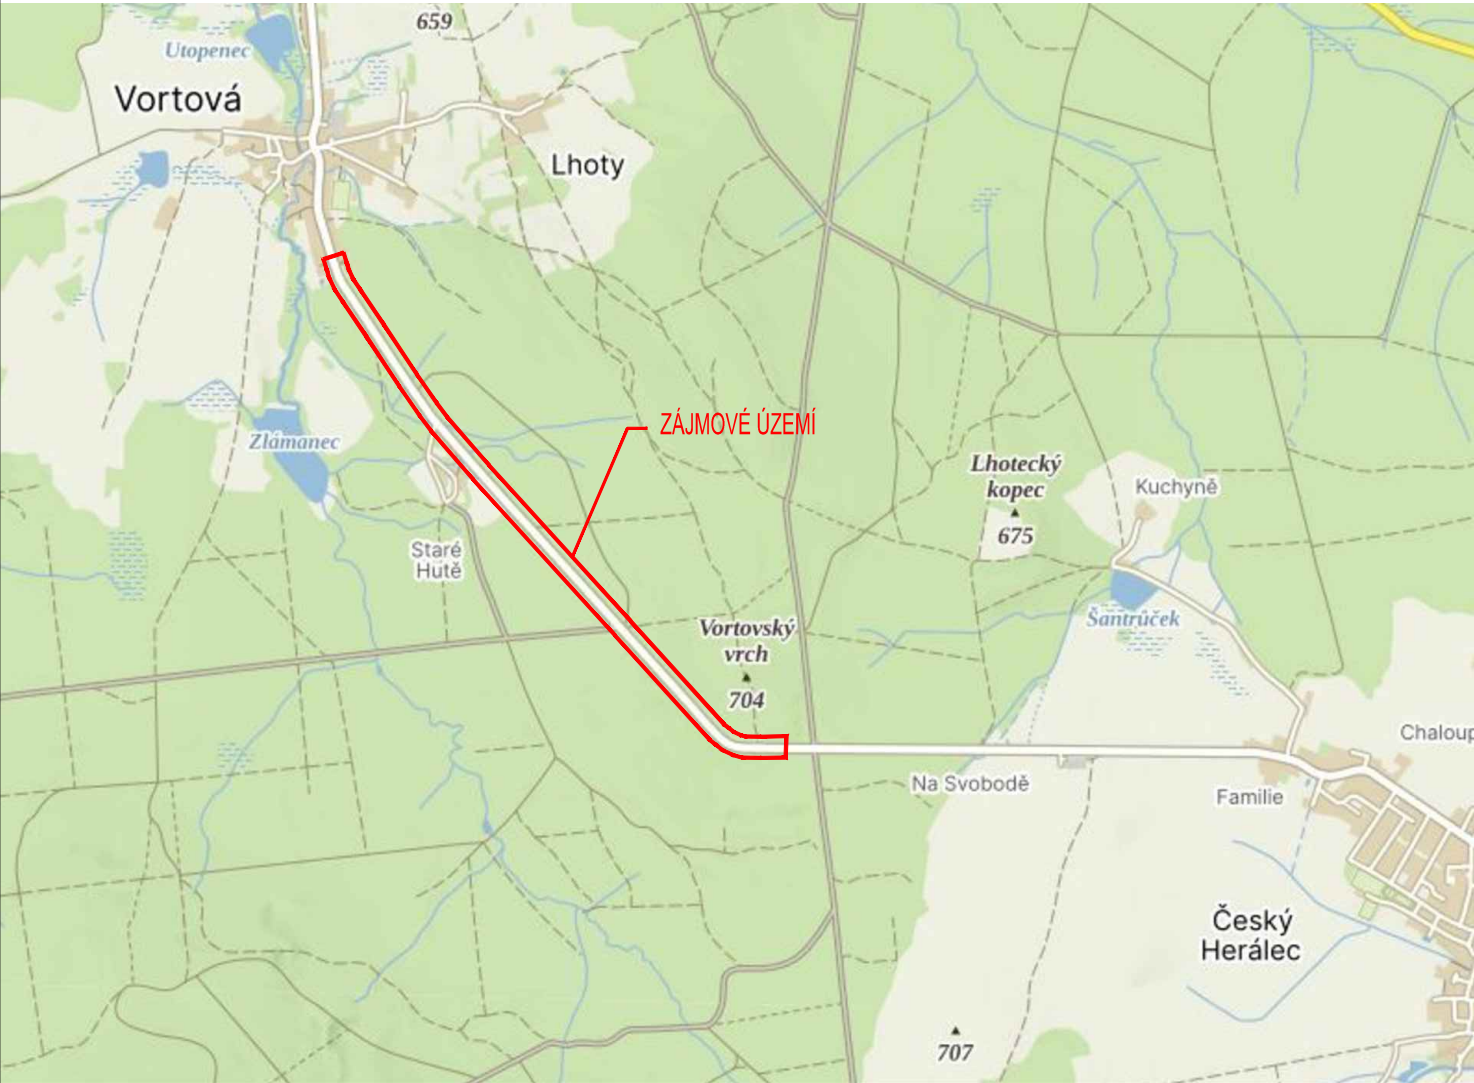 659
Utopenec
Vortová
Lhoty
ZÁJMOVÉ ÚZEMÍ
Zlámanec
Lhotecký
kopec
675
Kuchyně
Staré
Hutě
Šantrůček
Vortovský
vrch
704
Chaloup
Na Svobodě
Familie
Český
Herálec
707